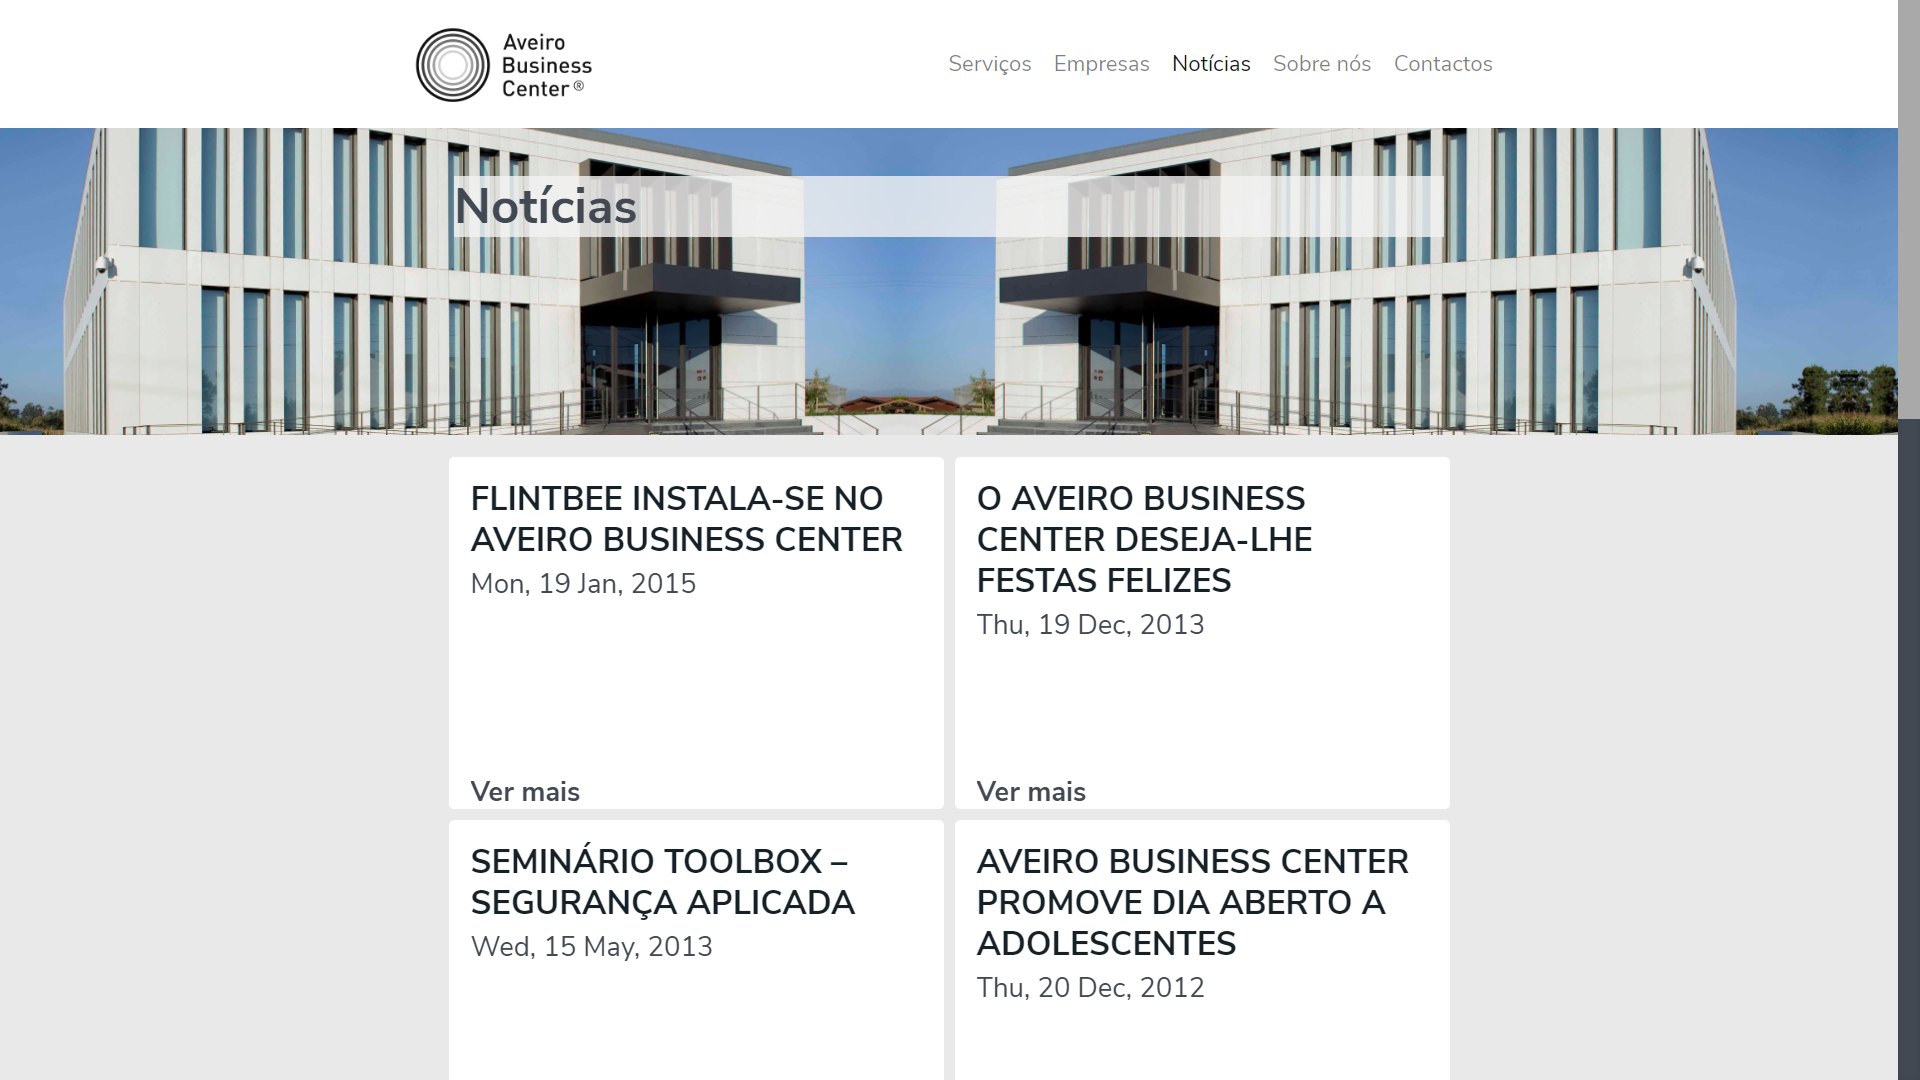 Aveiro
Business
Center ®
Serviços
Empresas
Notícias
Sobre nós
Contactos
Notícias
FLINTBEE INSTALA-SE NO
AVEIRO BUSINESS CENTER
Mon, 19 Jan, 2015
Ver mais
O AVEIRO BUSINESS
CENTER DESEJA-LHE
FESTAS FELIZES
Thu, 19 Dec, 2013
Ver mais
SEMINÁRIO TOOLBOX –
SEGURANÇA APLICADA
Wed, 15 May, 2013
AVEIRO BUSINESS CENTER
PROMOVE DIA ABERTO A
ADOLESCENTES
Thu, 20 Dec, 2012